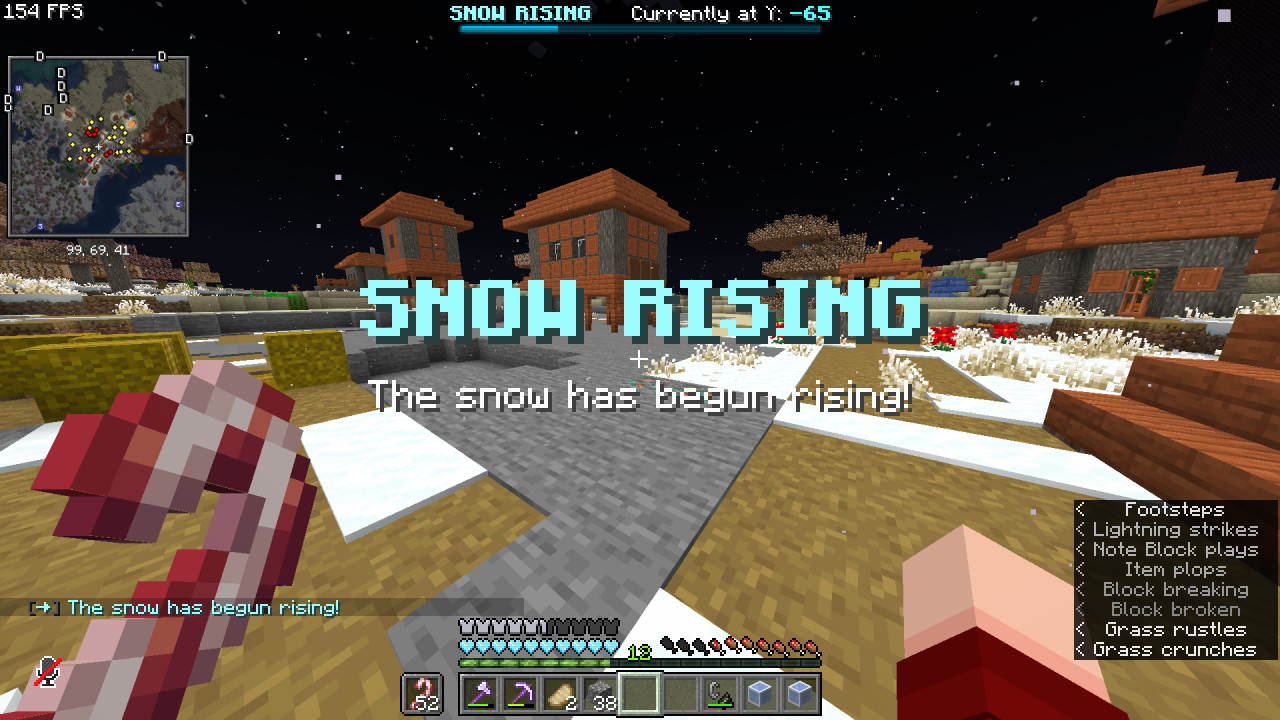 154 FPS
SNOW RISING Currently at Y: -65
D D
N
D
H D
D D
D D
D
E
S
99, 69, 41
SNOW RISING
The snow has begun rising!
< Footsteps
< Lightning strikes
< Note Block plays
< Item plops
< Block breaking
< Block broken
< Grass rustles
< Grass crunches
[→] The snow has begun rising!
18
52 2 38